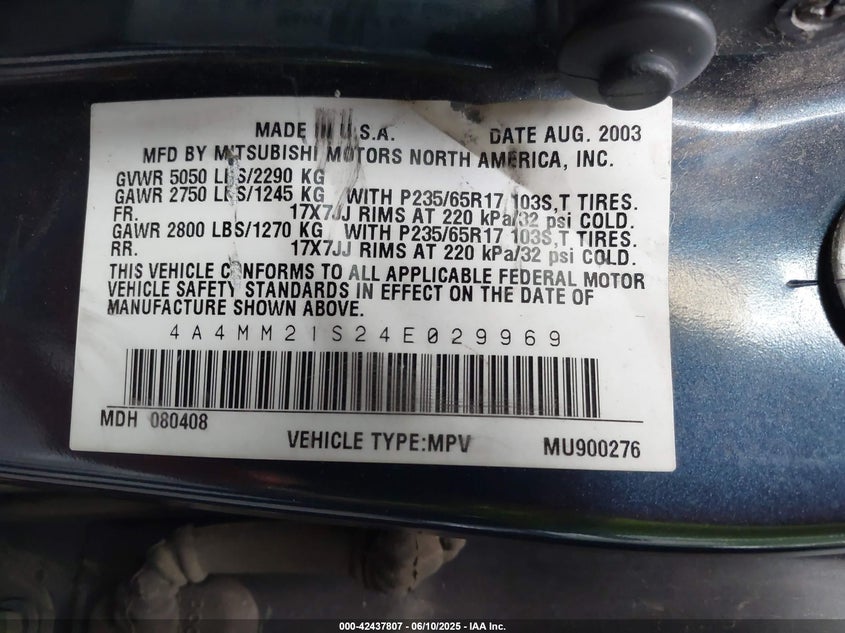 MADE IN U.S.A. DATE AUG. 2003
MFD BY MITSUBISHI MOTORS NORTH AMERICA, INC.
GVWR 5050 LBS/2290 KG
GAWR 2750 LBS/1245 KG WITH P235/65R17 103S,T TIRES.
FR. 17X7JJ RIMS AT 220 kPa/32 psi COLD.
GAWR 2800 LBS/1270 KG WITH P235/65R17 103S,T TIRES.
RR. 17X7JJ RIMS AT 220 kPa/32 psi COLD.
THIS VEHICLE CONFORMS TO ALL APPLICABLE FEDERAL MOTOR
VEHICLE SAFETY STANDARDS IN EFFECT ON THE DATE OF
MANUFACTURE SHOWN ABOVE.
4A4MM21S24E029969
MDH 080408
VEHICLE TYPE:MPV MU900276
000-42437807 - 06/10/2025 - IAA Inc.